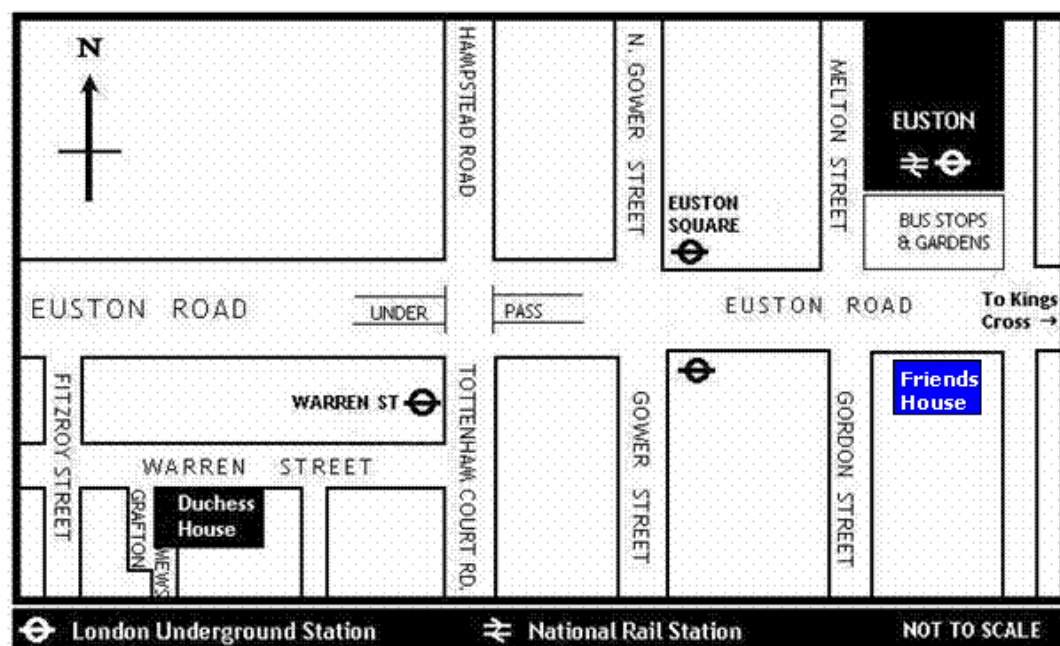 N
HAMPSTEAD ROAD
N. GOWER STREET
MELTON STREET
EUSTON
EUSTON
SQUARE
BUS STOPS
& GARDENS
EUSTON ROAD
UNDER
PASS
EUSTON ROAD
To Kings
Cross →
FITZROY STREET
WARREN ST
TOTTENHAM COURT RD.
GOWER STREET
GORDON STREET
Friends
House
WARREN STREET
GRAFTON
MEWS
Duchess
House
London Underground Station
National Rail Station
NOT TO SCALE